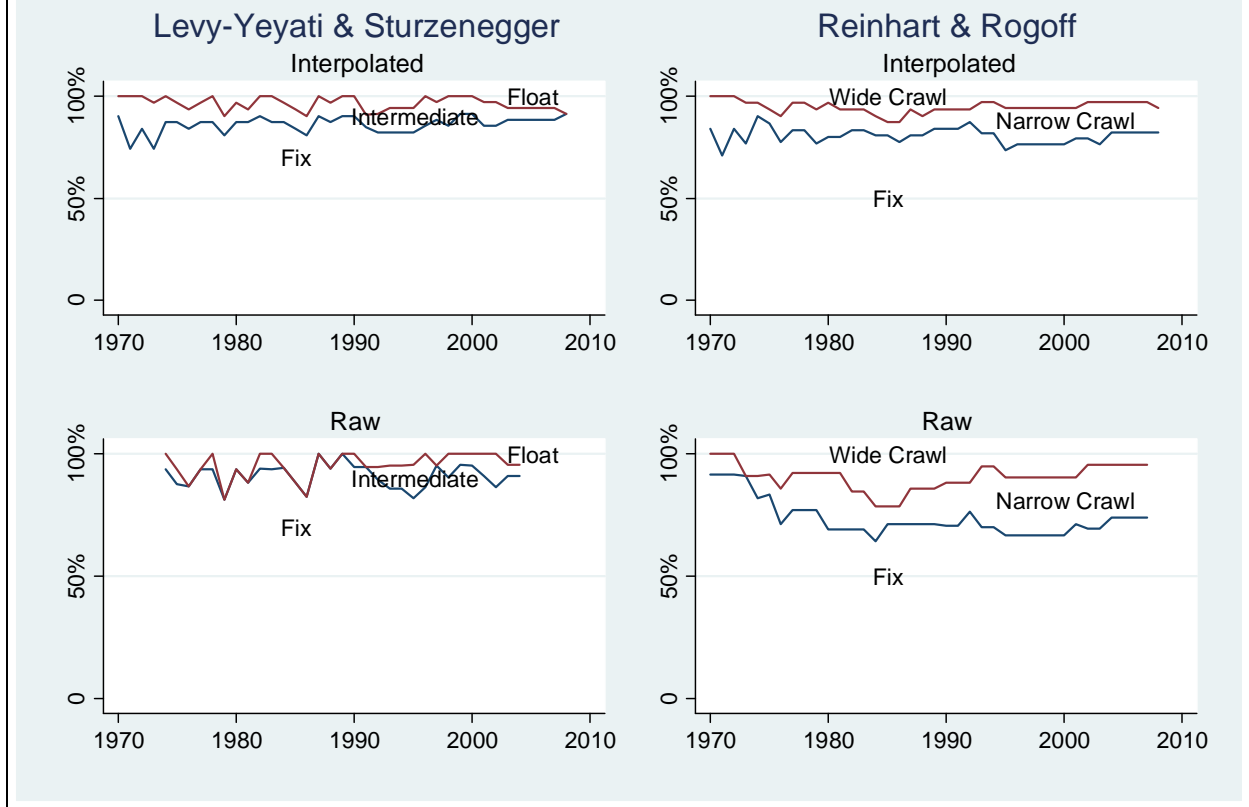 Levy-Yeyati & Sturzenegger
Interpolated
100%
50%
0
Float
Intermediate
Fix
1970 1980 1990 2000 2010
Reinhart & Rogoff
Interpolated
100%
50%
0
Wide Crawl
Narrow Crawl
Fix
1970 1980 1990 2000 2010
Raw
100%
50%
0
Float
Intermediate
Fix
1970 1980 1990 2000 2010
Raw
100%
50%
0
Wide Crawl
Narrow Crawl
Fix
1970 1980 1990 2000 2010